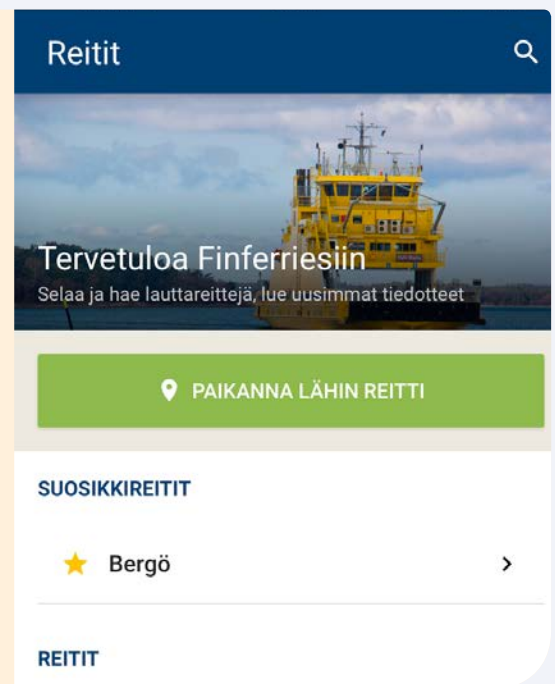 Reitit
Tervetuloa Finferriesiin
Selaa ja hae lauttareittejä, lue uusimmat tiedotteet
PAIKANNA LÄHIN REITTI
SUOSIKKIREITIT
Bergö
REITIT